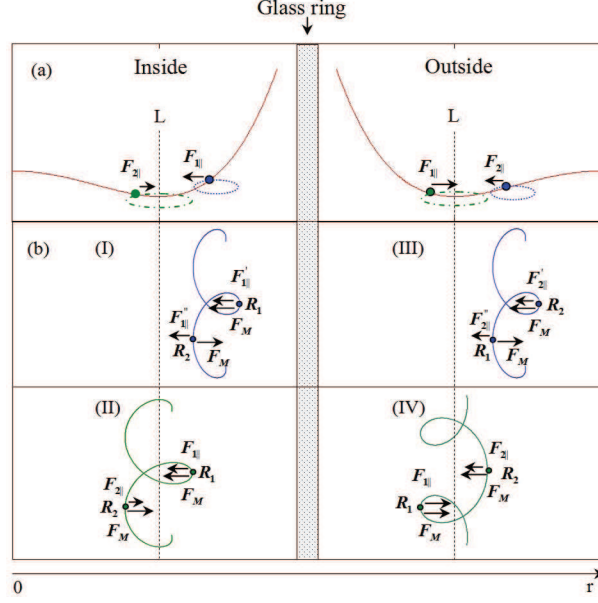 Glass ring
(a)
Inside
Outside
L
L
F2||
F1||
F1||
F2||
(b)
(I)
(III)
F'1||
R1
FM
F''1||
R2
FM
F'2||
R2
FM
F''2||
R1
FM
(II)
(IV)
F1||
R1
FM
F2||
R2
FM
F2||
R2
FM
F1||
R1
FM
0
r